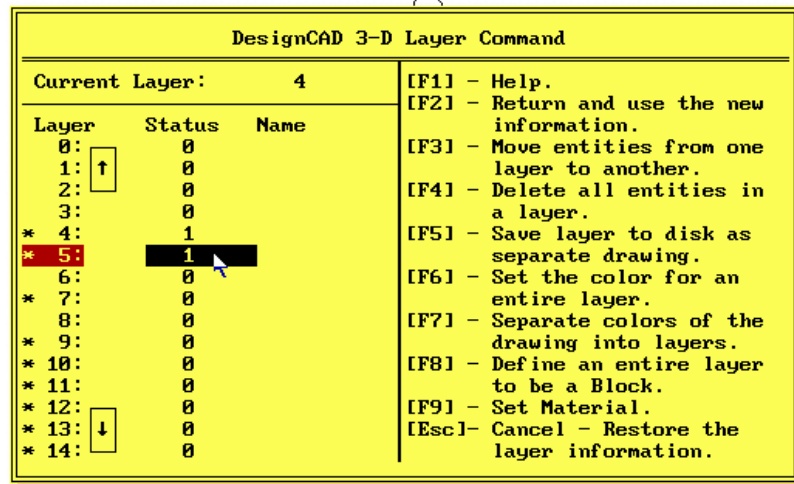 DesignCAD 3-D Layer Command
Current Layer: 4
Layer Status Name
0: 0
1: ↑ 0
2: 0
3: 0
* 4: 1
* 5: 1
6: 0
* 7: 0
8: 0
* 9: 0
* 10: 0
* 11: 0
* 12: 0
* 13: ↓ 0
* 14: 0
[F1] - Help.
[F2] - Return and use the new
information.
[F3] - Move entities from one
layer to another.
[F4] - Delete all entities in
a layer.
[F5] - Save layer to disk as
separate drawing.
[F6] - Set the color for an
entire layer.
[F7] - Separate colors of the
drawing into layers.
[F8] - Define an entire layer
to be a Block.
[F9] - Set Material.
[Esc]- Cancel - Restore the
layer information.